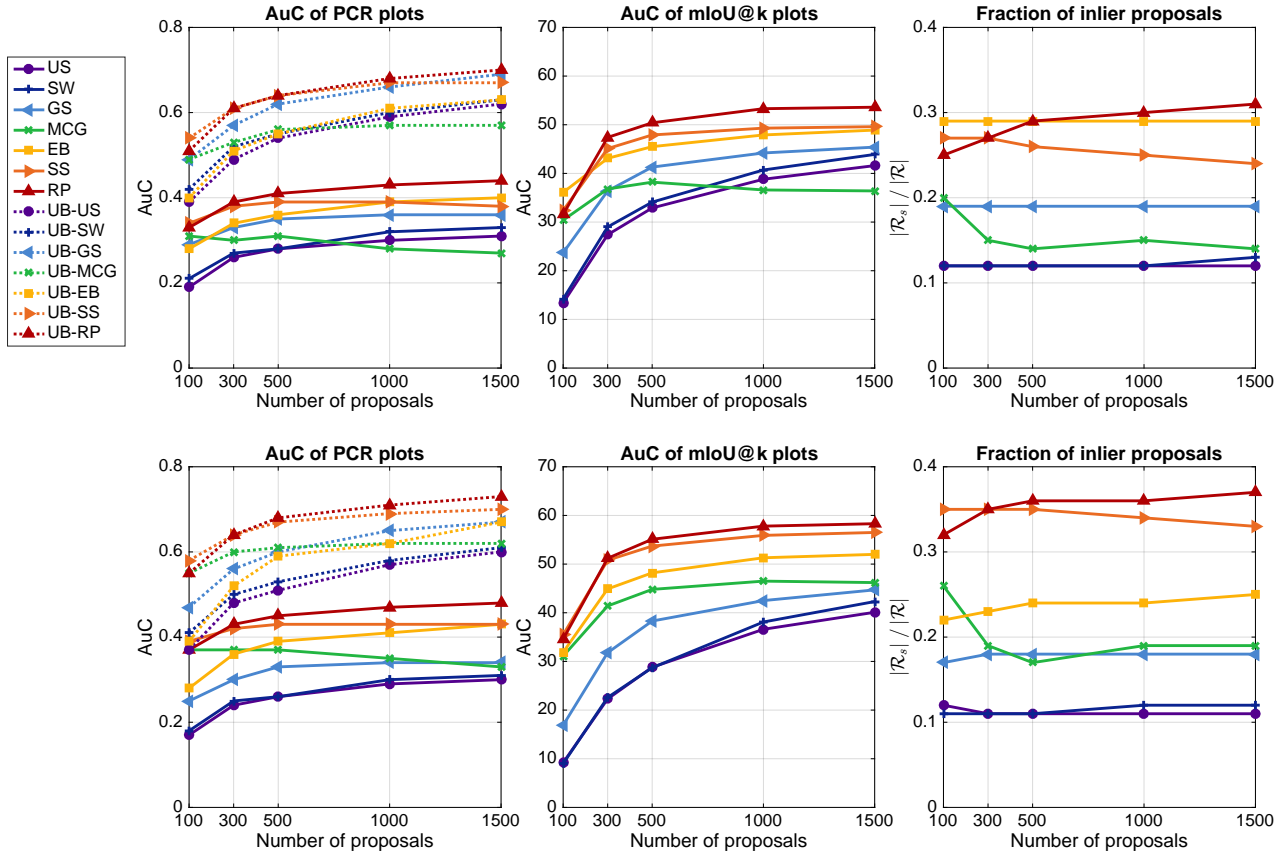 AuC of PCR plots
AuC of mIoU@k plots
Fraction of inlier proposals
US
SW
GS
MCG
EB
SS
RP
UB-US
UB-SW
UB-GS
UB-MCG
UB-EB
UB-SS
UB-RP
0.8
0.6
0.4
0.2
0
AuC
100 300 500 1000 1500
Number of proposals
70
60
50
40
30
20
10
0
AuC
100 300 500 1000 1500
Number of proposals
0.4
0.3
0.2
0.1
0
|R_s| / |R|
100 300 500 1000 1500
Number of proposals
AuC of PCR plots
AuC of mIoU@k plots
Fraction of inlier proposals
0.8
0.6
0.4
0.2
0
AuC
100 300 500 1000 1500
Number of proposals
70
60
50
40
30
20
10
0
AuC
100 300 500 1000 1500
Number of proposals
0.4
0.3
0.2
0.1
0
|R_s| / |R|
100 300 500 1000 1500
Number of proposals